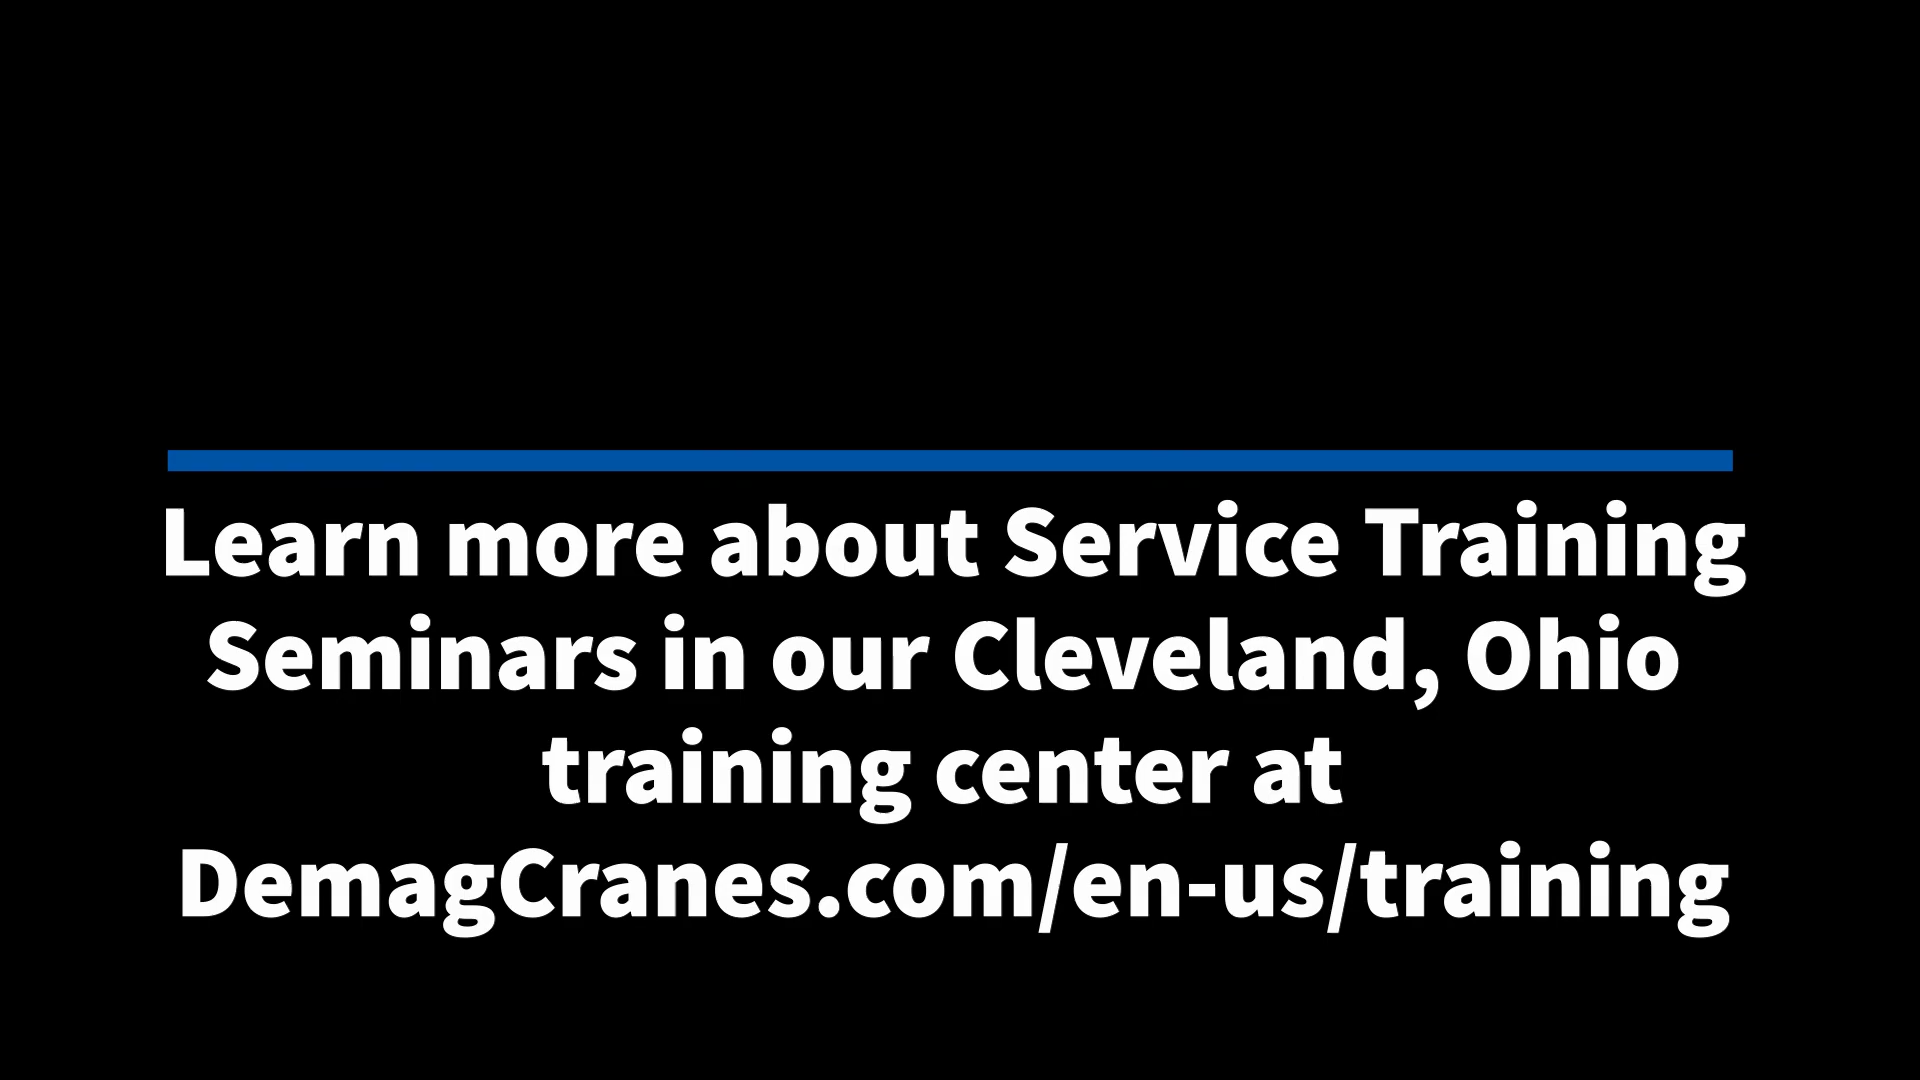 Learn more about Service Training
Seminars in our Cleveland, Ohio
training center at
DemagCranes.com/en-us/training